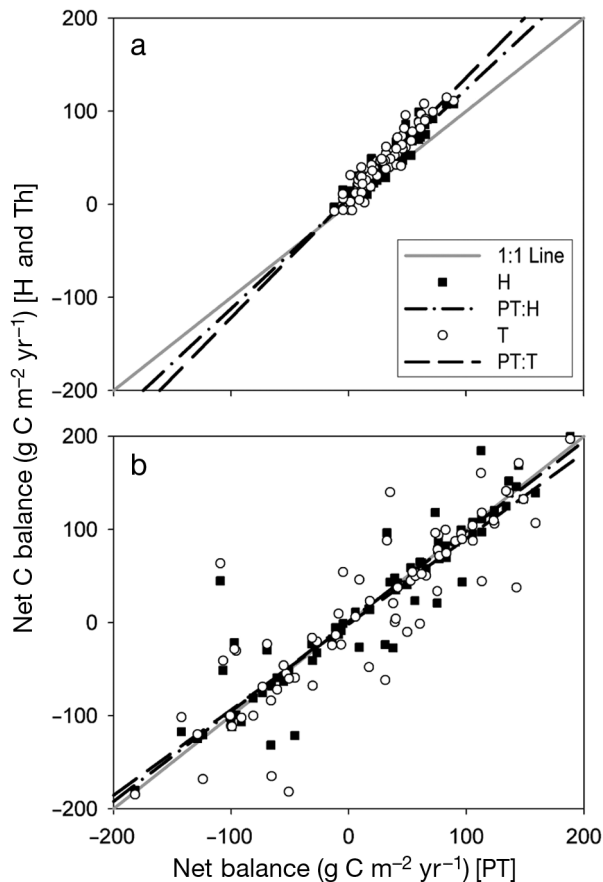 a
200
100
0
−100
−200
1:1 Line
H
PT:H
T
PT:T
b
200
100
0
−100
−200
−200 −100 0 100 200
Net balance (g C m⁻² yr⁻¹) [PT]
Net C balance (g C m⁻² yr⁻¹) [H and Th]